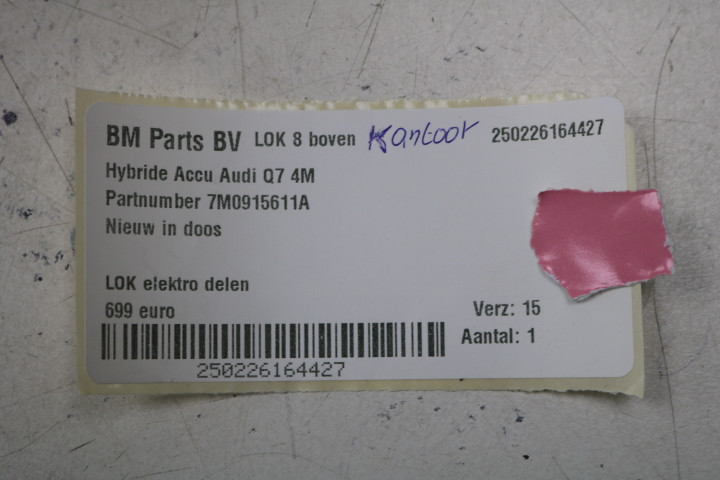 BM Parts BV LOK 8 boven Kantoor 250226164427
Hybride Accu Audi Q7 4M
Partnumber 7M0915611A
Nieuw in doos
LOK elektro delen
699 euro
Verz: 15
Aantal: 1
250226164427